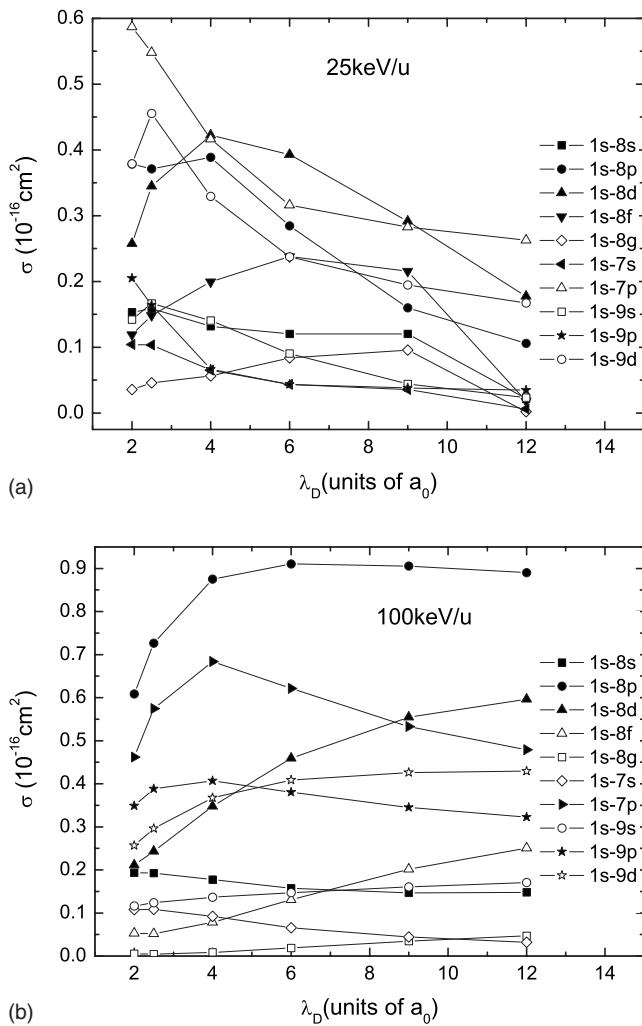 0.6
0.5
0.4
0.3
0.2
0.1
0.0
σ (10⁻¹⁶cm²)
25keV/u
1s-8s
1s-8p
1s-8d
1s-8f
1s-8g
1s-7s
1s-7p
1s-9s
1s-9p
1s-9d
2 4 6 8 10 12 14
λD(units of a₀)
(a)
0.9
0.8
0.7
0.6
0.5
0.4
0.3
0.2
0.1
0.0
σ (10⁻¹⁶cm²)
100keV/u
1s-8s
1s-8p
1s-8d
1s-8f
1s-8g
1s-7s
1s-7p
1s-9s
1s-9p
1s-9d
2 4 6 8 10 12 14
λD(units of a₀)
(b)